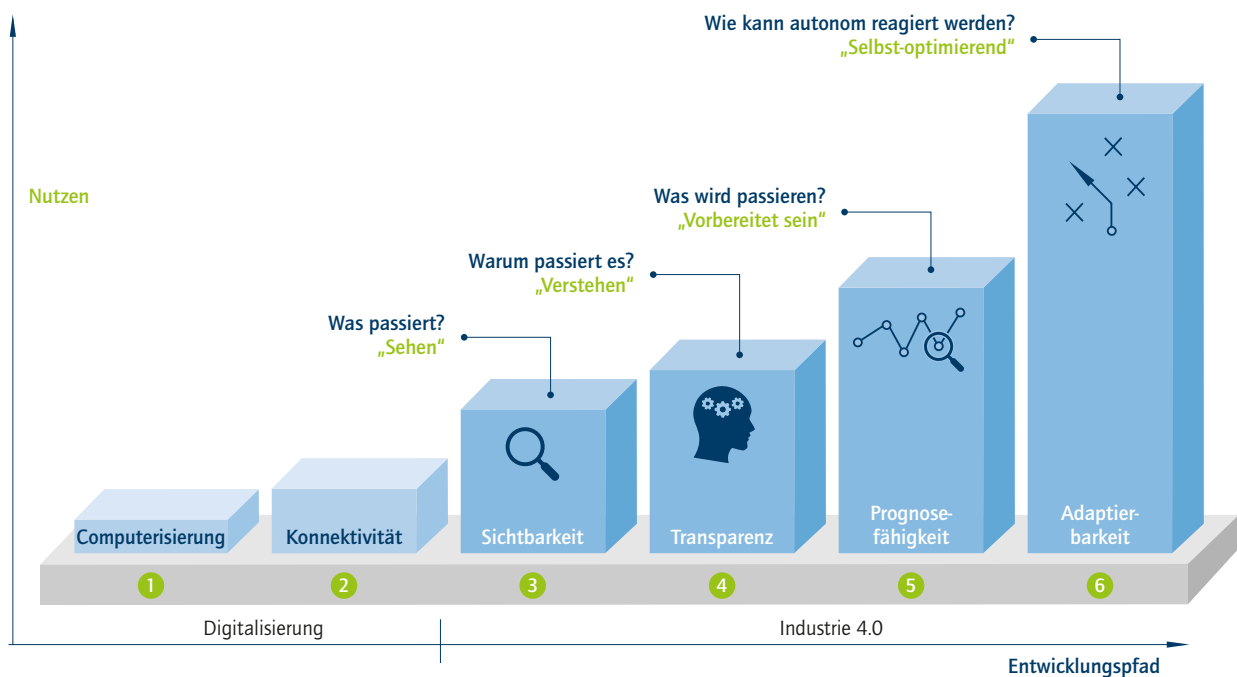 Wie kann autonom reagiert werden?
„Selbst-optimierend“
Nutzen
Was wird passieren?
„Vorbereitet sein“
Warum passiert es?
„Verstehen“
Was passiert?
„Sehen“
Computerisierung
Konnektivität
Sichtbarkeit
Transparenz
Prognose-
fähigkeit
Adaptier-
barkeit
1
2
3
4
5
6
Digitalisierung
Industrie 4.0
Entwicklungspfad